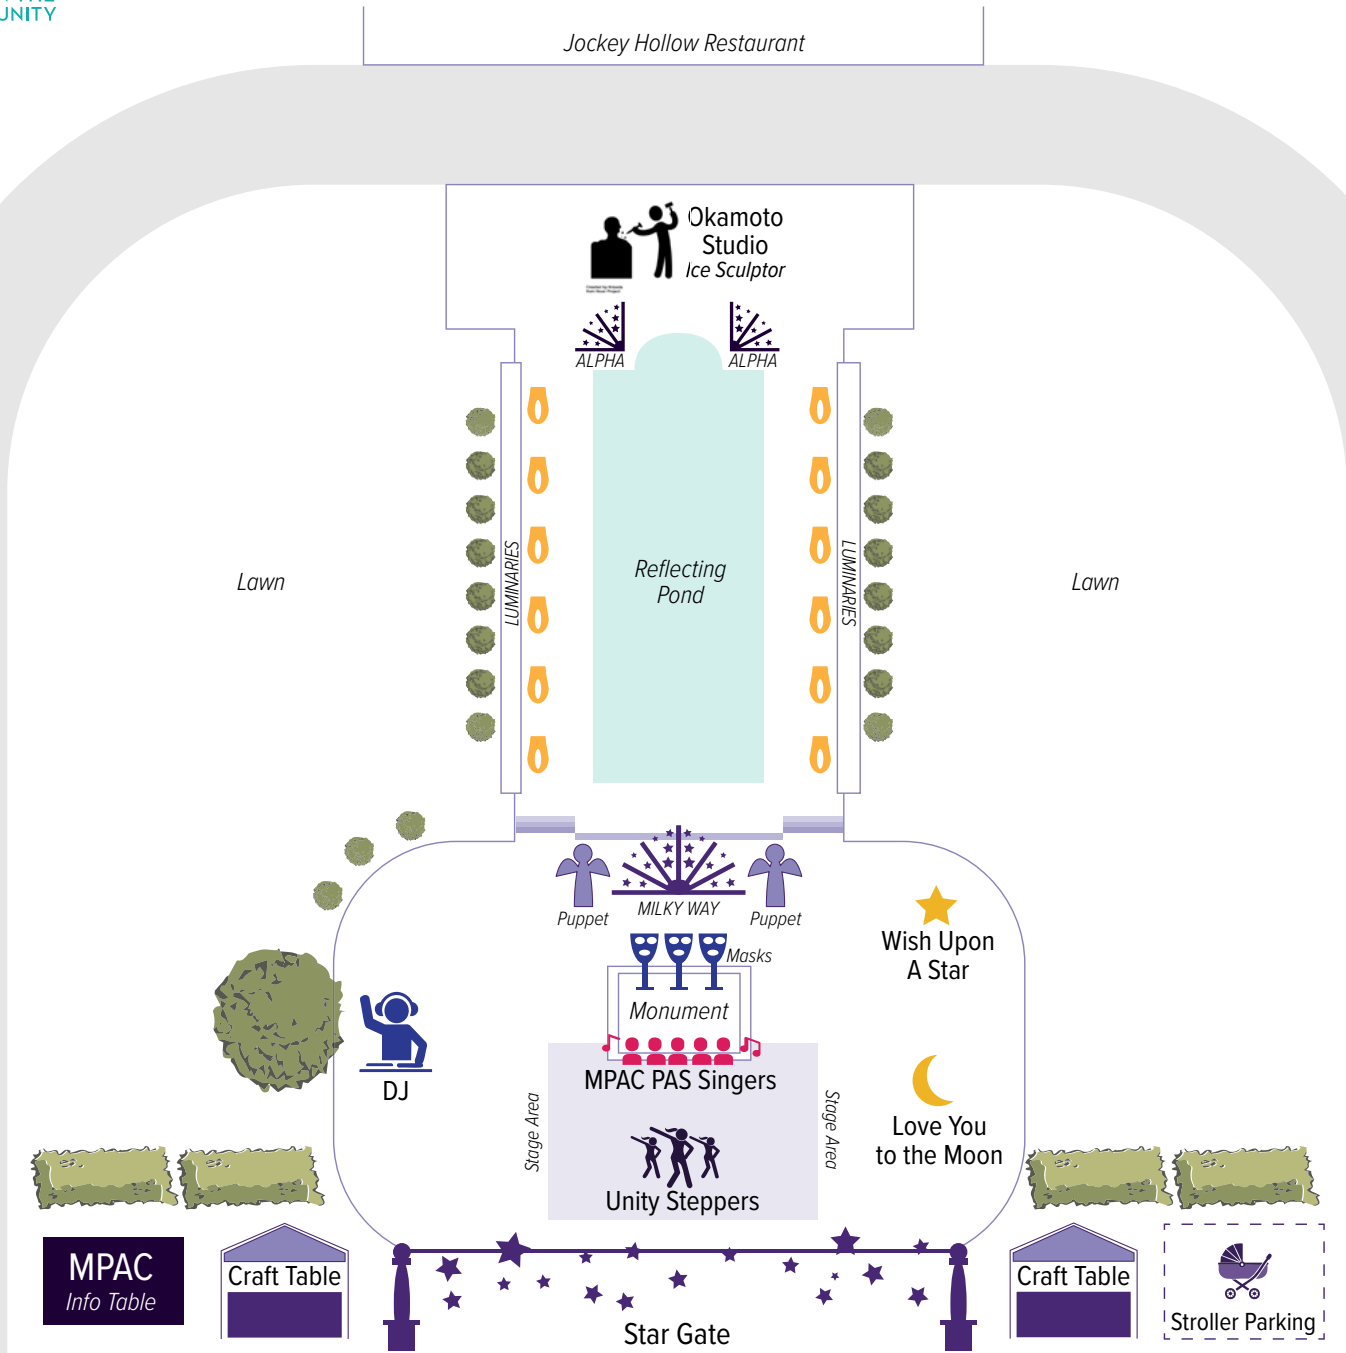 THE
UNITY
Jockey Hollow Restaurant
Okamoto
Studio
Ice Sculptor
ALPHA
ALPHA
LUMINARIES
LUMINARIES
Reflecting
Pond
Lawn
Lawn
Puppet
MILKY WAY
Puppet
Masks
Monument
Wish Upon
A Star
DJ
MPAC PAS Singers
Stage Area
Stage Area
Love You
to the Moon
Unity Steppers
MPAC
Info Table
Craft Table
Star Gate
Craft Table
Stroller Parking